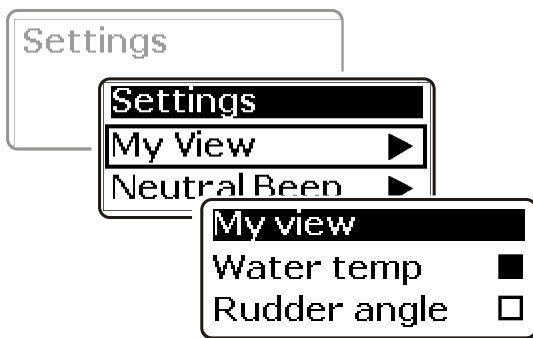 Settings
Settings
My View
Neutral Beep
My view
Water temp
Rudder angle